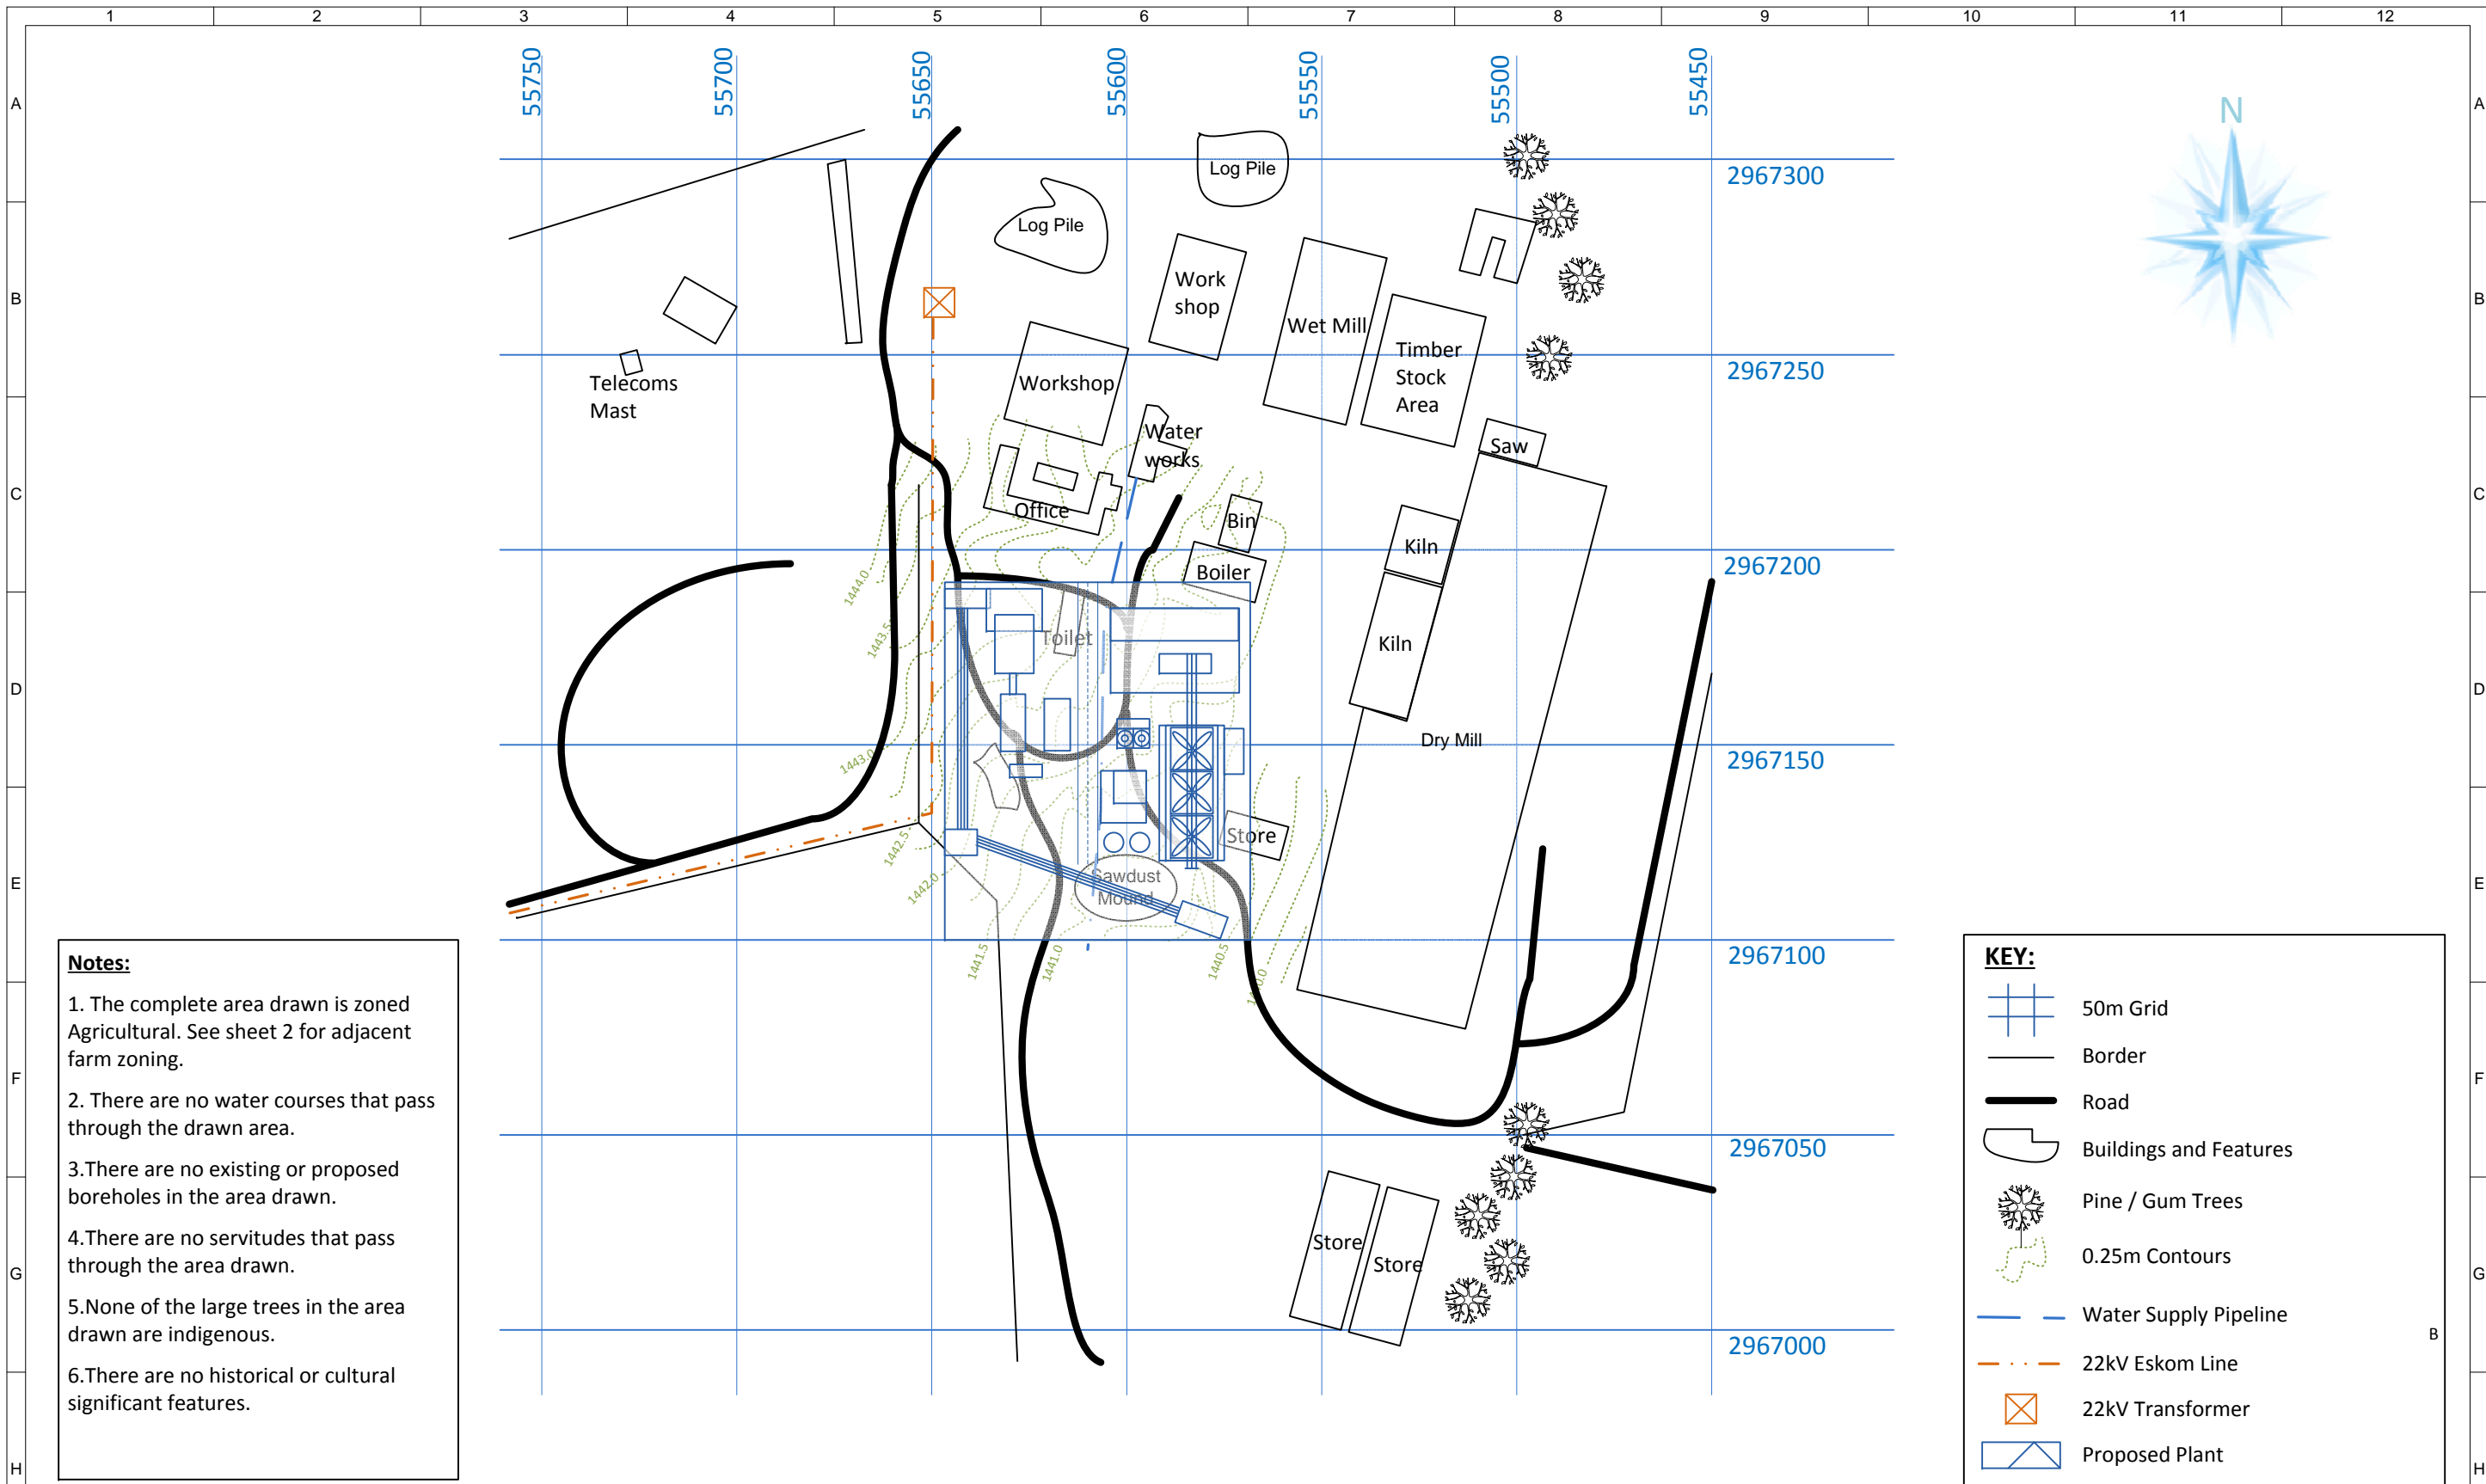 1 2 3 4 5 6 7 8 9 10 11 12
A A
55750 55700 55650 55600 55550 55500 55450
N
Log Pile
2967300
Log Pile
B B
Work
shop
Wet Mill
Timber
Stock
Area
2967250
Telecoms
Mast
Workshop
Water
works
Saw
C C
Office
Bin
Kiln
Boiler
2967200
1444.0
Toilet
1443.5
Kiln
D D
Dry Mill
1443.0
2967150
Store
1442.5
Sawdust
Mound
E E
1442.0
1441.5
1441.0
1440.5
2967100
Notes:
1. The complete area drawn is zoned
Agricultural. See sheet 2 for adjacent
farm zoning.
2. There are no water courses that pass
through the drawn area.
3.There are no existing or proposed
boreholes in the area drawn.
4.There are no servitudes that pass
through the area drawn.
5.None of the large trees in the area
drawn are indigenous.
6.There are no historical or cultural
significant features.
F F
2967050
Store
Store
G G
2967000
KEY:
50m Grid
Border
Road
Buildings and Features
Pine / Gum Trees
0.25m Contours
Water Supply Pipeline
B
22kV Eskom Line
22kV Transformer
Proposed Plant
H H